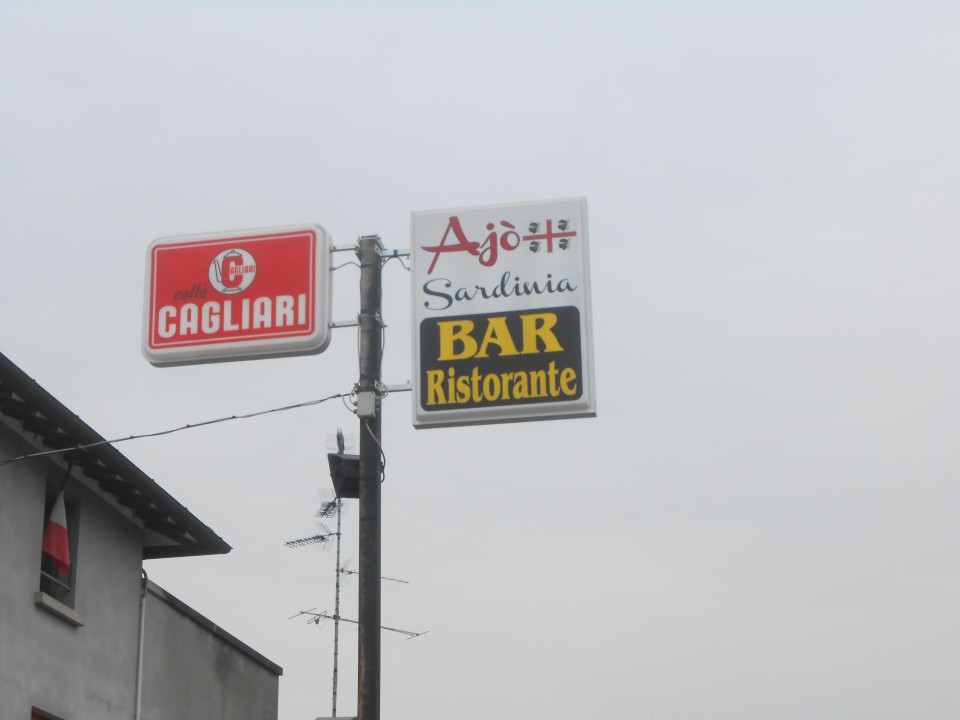 CAGLIARI
caffè
CAGLIARI
Ajò
Sardinia
BAR
Ristorante